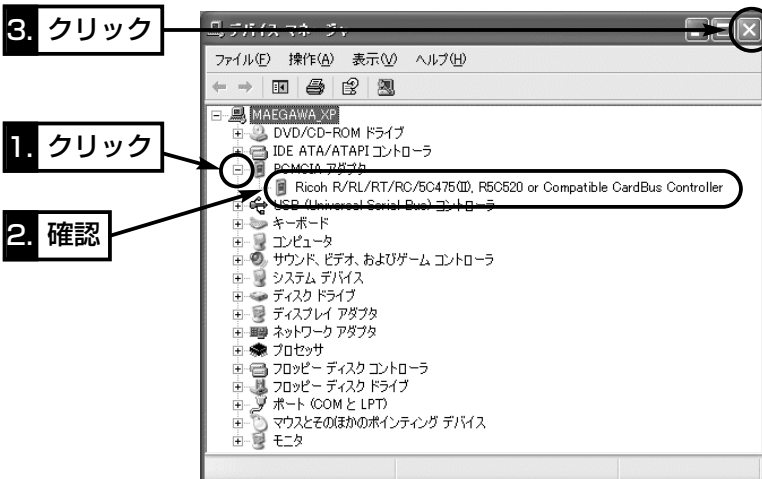 3. クリック
デバイス マネージャ
ファイル(F) 操作(A) 表示(V) ヘルプ(H)
MAEGAWA_XP
DVD/CD-ROM ドライブ
1. クリック
IDE ATA/ATAPI コントローラ
PCMCIA アダプタ
Ricoh R/RL/RT/RC/5C475(II), R5C520 or Compatible CardBus Controller
USB (Universal Serial Bus) コントローラ
2. 確認
キーボード
コンピュータ
サウンド、ビデオ、およびゲーム コントローラ
システム デバイス
ディスク ドライブ
ディスプレイ アダプタ
ネットワーク アダプタ
プロセッサ
フロッピー ディスク コントローラ
フロッピー ディスク ドライブ
ポート (COM と LPT)
マウスとそのほかのポインティング デバイス
モニタ